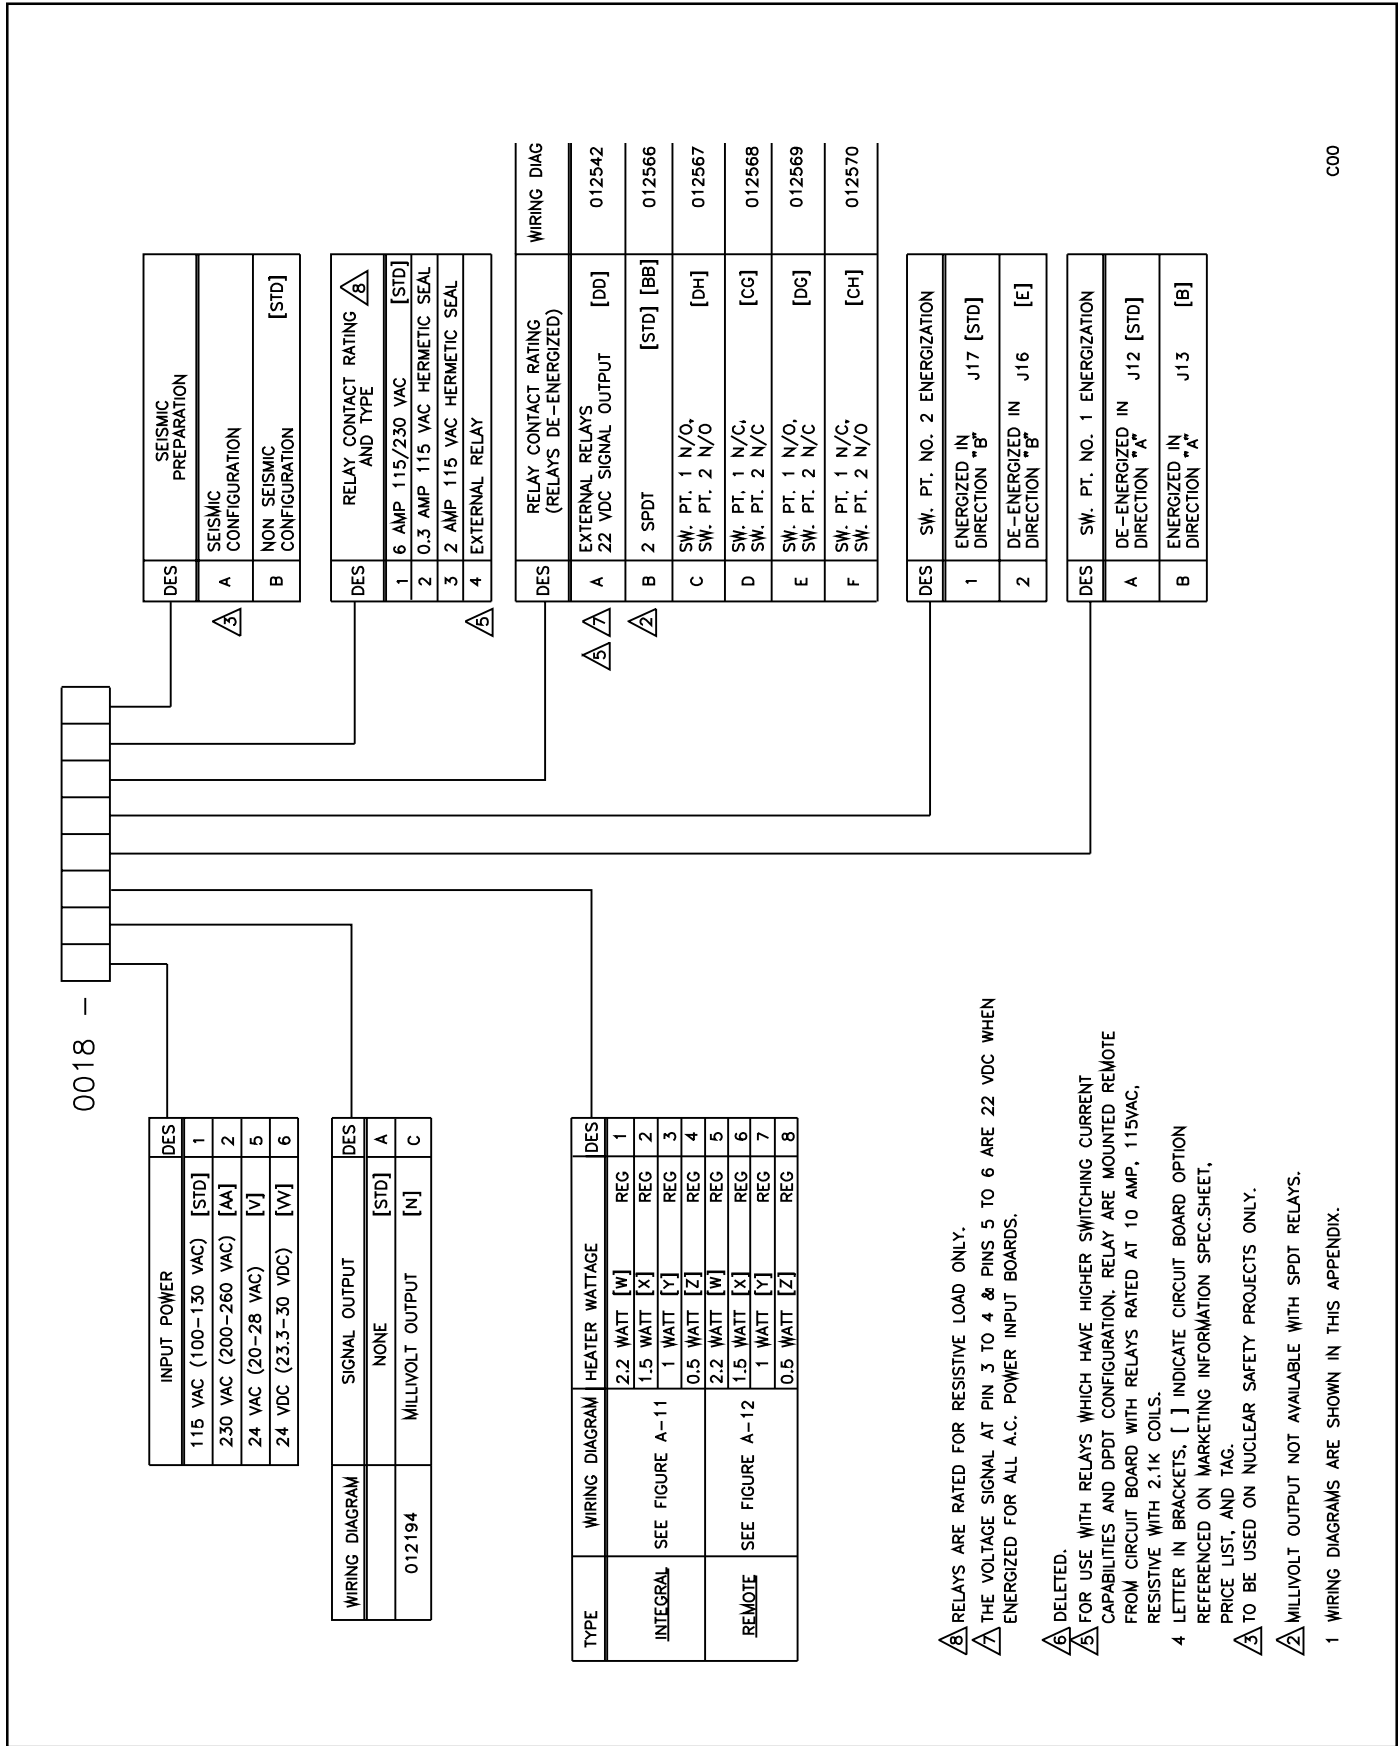 0018 -
INPUT POWER DES
115 VAC (100-130 VAC) [STD] 1
230 VAC (200-260 VAC) [AA] 2
24 VAC (20-28 VAC) [V] 5
24 VDC (23.3-30 VDC) [VV] 6
WIRING DIAGRAM SIGNAL OUTPUT DES
NONE [STD] A
012194 MILLIVOLT OUTPUT [N] C
TYPE WIRING DIAGRAM HEATER WATTAGE DES
INTEGRAL SEE FIGURE A-11
2.2 WATT [W] REG 1
1.5 WATT [X] REG 2
1 WATT [Y] REG 3
0.5 WATT [Z] REG 4
REMOTE SEE FIGURE A-12
2.2 WATT [W] REG 5
1.5 WATT [X] REG 6
1 WATT [Y] REG 7
0.5 WATT [Z] REG 8
DES SEISMIC
PREPARATION
3 A SEISMIC
CONFIGURATION
B NON SEISMIC
CONFIGURATION [STD]
DES RELAY CONTACT RATING 8
AND TYPE
1 6 AMP 115/230 VAC [STD]
2 0.3 AMP 115 VAC HERMETIC SEAL
3 2 AMP 115 VAC HERMETIC SEAL
5 4 EXTERNAL RELAY
DES RELAY CONTACT RATING WIRING DIAG
(RELAYS DE-ENERGIZED)
5 7 A EXTERNAL RELAYS
22 VDC SIGNAL OUTPUT [DD] 012542
2 B 2 SPDT [STD] [BB] 012566
C SW. PT. 1 N/O,
SW. PT. 2 N/O [DH] 012567
D SW. PT. 1 N/C,
SW. PT. 2 N/C [CG] 012568
E SW. PT. 1 N/O,
SW. PT. 2 N/C [DG] 012569
F SW. PT. 1 N/C,
SW. PT. 2 N/O [CH] 012570
DES SW. PT. NO. 2 ENERGIZATION
1 ENERGIZED IN
DIRECTION "B" J17 [STD]
2 DE-ENERGIZED IN
DIRECTION "B" J16 [E]
DES SW. PT. NO. 1 ENERGIZATION
A DE-ENERGIZED IN
DIRECTION "A" J12 [STD]
B ENERGIZED IN
DIRECTION "A" J13 [B]
8 RELAYS ARE RATED FOR RESISTIVE LOAD ONLY.
7 THE VOLTAGE SIGNAL AT PIN 3 TO 4 & PINS 5 TO 6 ARE 22 VDC WHEN
ENERGIZED FOR ALL A.C. POWER INPUT BOARDS.
6 DELETED.
5 FOR USE WITH RELAYS WHICH HAVE HIGHER SWITCHING CURRENT
CAPABILITIES AND DPDT CONFIGURATION. RELAY ARE MOUNTED REMOTE
FROM CIRCUIT BOARD WITH RELAYS RATED AT 10 AMP, 115VAC,
RESISTIVE WITH 2.1K COILS.
4 LETTER IN BRACKETS, [ ] INDICATE CIRCUIT BOARD OPTION
REFERENCED ON MARKETING INFORMATION SPEC.SHEET,
PRICE LIST, AND TAG.
3 TO BE USED ON NUCLEAR SAFETY PROJECTS ONLY.
2 MILLIVOLT OUTPUT NOT AVAILABLE WITH SPDT RELAYS.
1 WIRING DIAGRAMS ARE SHOWN IN THIS APPENDIX.
C00